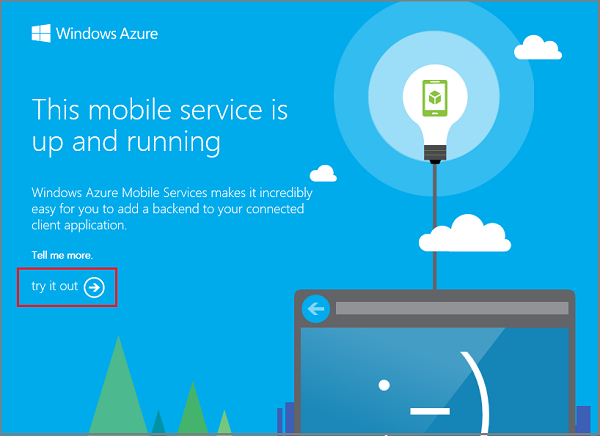 Windows Azure
This mobile service is
up and running
Windows Azure Mobile Services makes it incredibly
easy for you to add a backend to your connected
client application.
Tell me more.
try it out